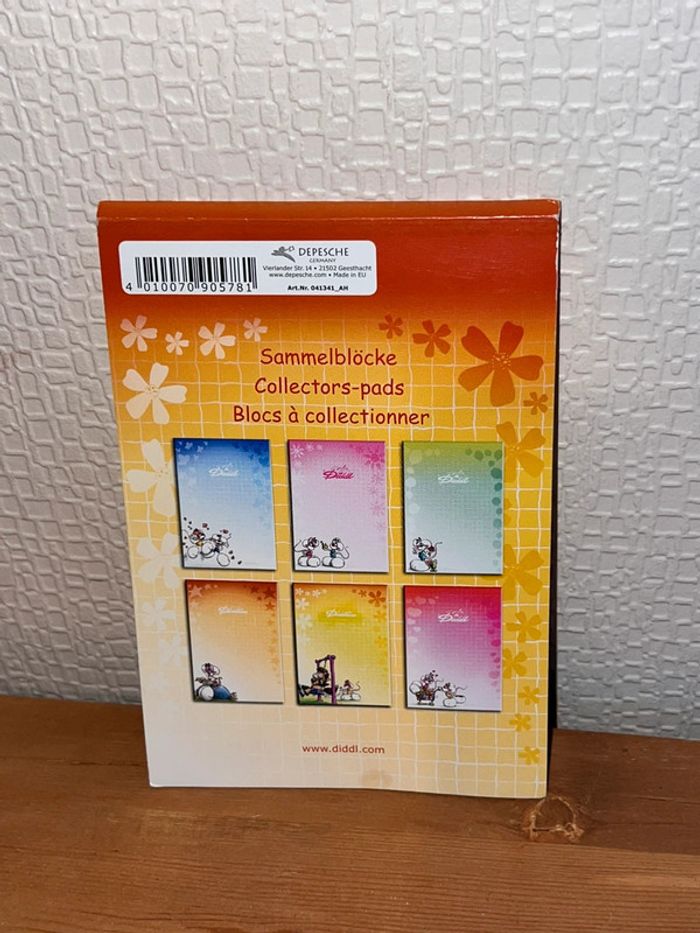 DEPESCHE
GERMANY
Vierlander Str. 14 • 21502 Geesthacht
www.depesche.com • Made in EU
4 010070 905781
Art.Nr. 041341_AH
Sammelblöcke
Collectors-pads
Blocs à collectionner
Diddl
Diddl
Diddl
Diddl
www.diddl.com